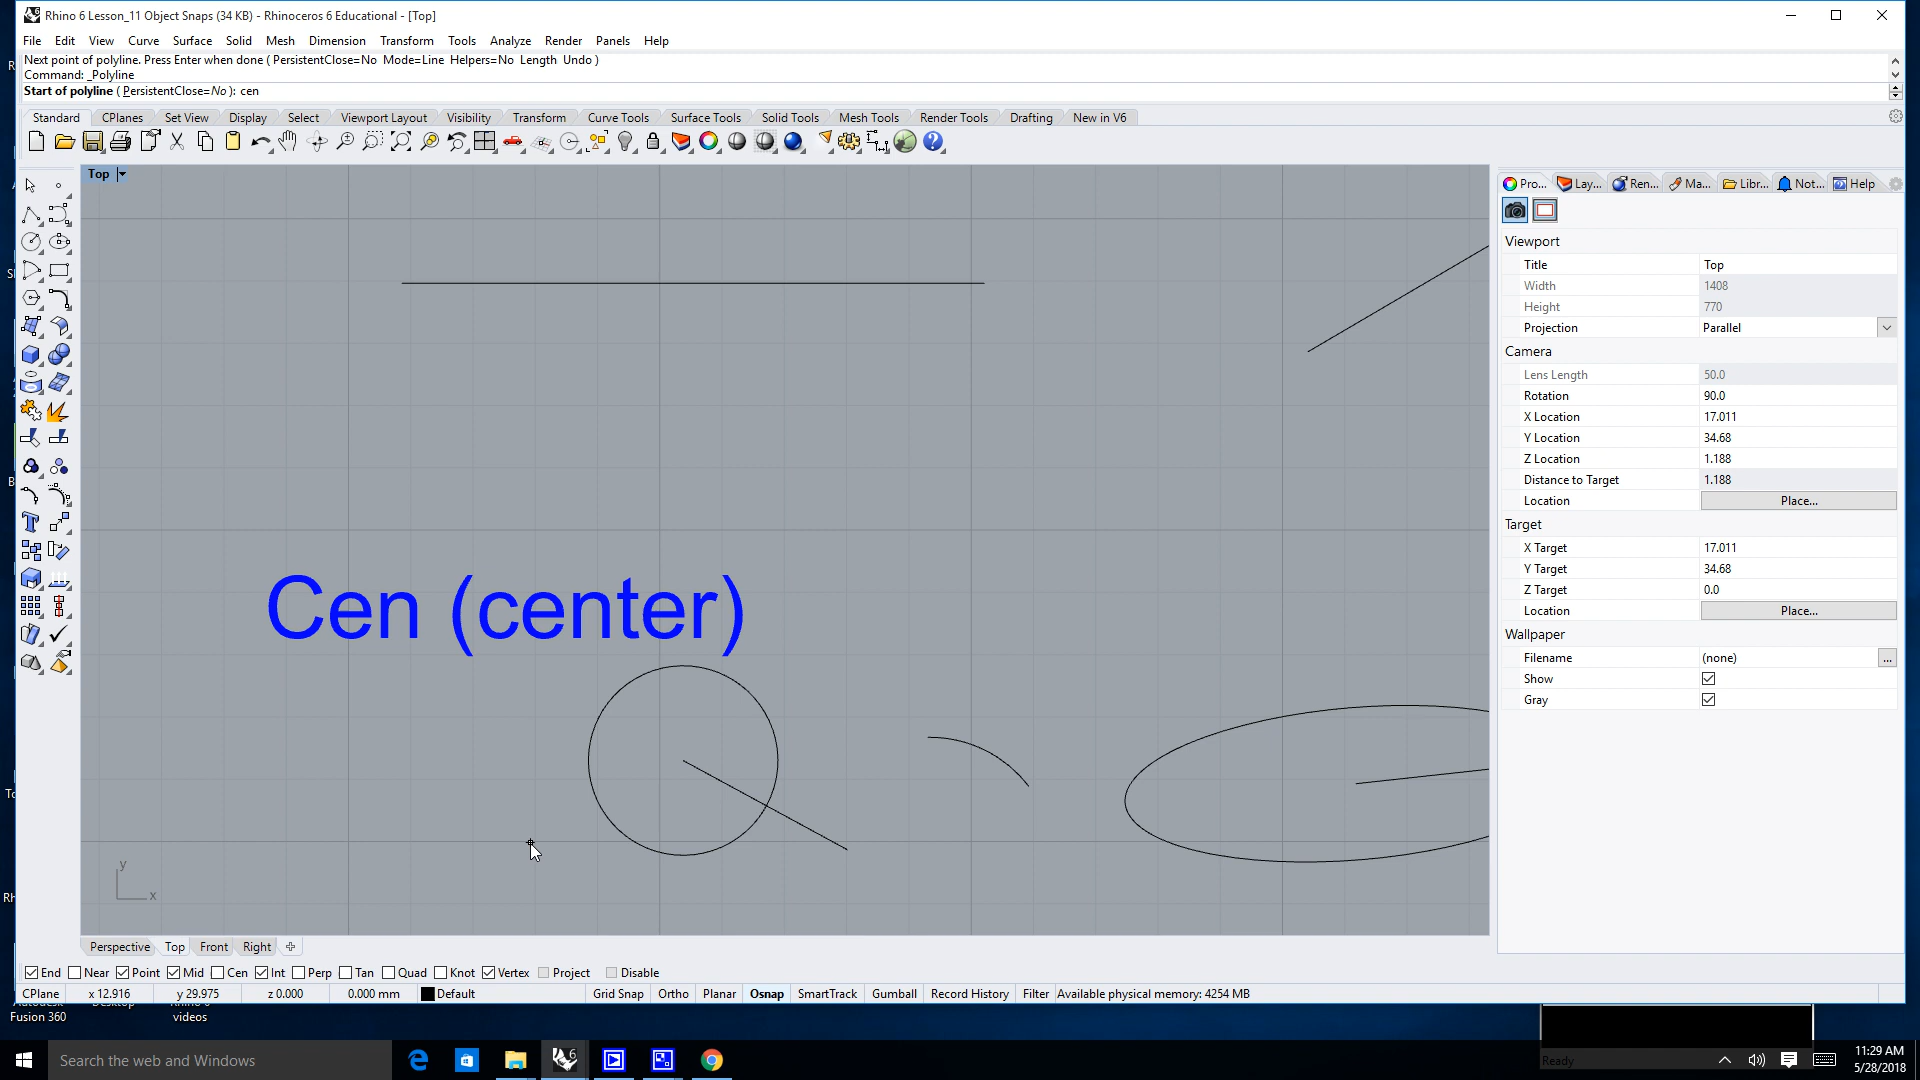 Rhino 6 Lesson_11 Object Snaps (34 KB) - Rhinoceros 6 Educational - [Top]
File Edit View Curve Surface Solid Mesh Dimension Transform Tools Analyze Render Panels Help
Next point of polyline. Press Enter when done ( PersistentClose=No Mode=Line Helpers=No Length Undo )
Command: _Polyline
Start of polyline ( PersistentClose=No ): cen
Standard CPlanes Set View Display Select Viewport Layout Visibility Transform Curve Tools Surface Tools Solid Tools Mesh Tools Render Tools Drafting New in V6
Top
Pro... Lay... Ren... Ma... Libr... Not... Help
Viewport
Title Top
Width 1408
Height 770
Projection Parallel
Camera
Lens Length 50.0
Rotation 90.0
X Location 17.011
Y Location 34.68
Z Location 1.188
Distance to Target 1.188
Location Place...
Target
X Target 17.011
Y Target 34.68
Z Target 0.0
Location Place...
Wallpaper
Filename (none) ...
Show
Gray
Cen (center)
y
x
Perspective Top Front Right
End Near Point Mid Cen Int Perp Tan Quad Knot Vertex Project Disable
CPlane x 12.916 y 29.975 z 0.000 0.000 mm Default Grid Snap Ortho Planar Osnap SmartTrack Gumball Record History Filter Available physical memory: 4254 MB
Fusion 360 videos
Search the web and Windows
Ready
11:29 AM
5/28/2018